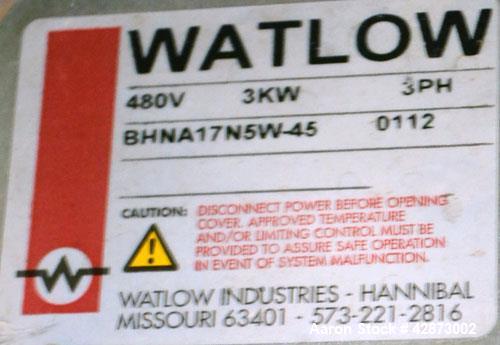 WATLOW
480V 3KW 3PH
BHNA17N5W-45 0112
CAUTION: DISCONNECT POWER BEFORE OPENING
COVER. APPROVED TEMPERATURE
AND/OR LIMITING CONTROL MUST BE
PROVIDED TO ASSURE SAFE OPERATION
IN EVENT OF SYSTEM MALFUNCTION.
WATLOW INDUSTRIES - HANNIBAL
MISSOURI 63401 - 573-221-2816
Aaron Stock # 42873002